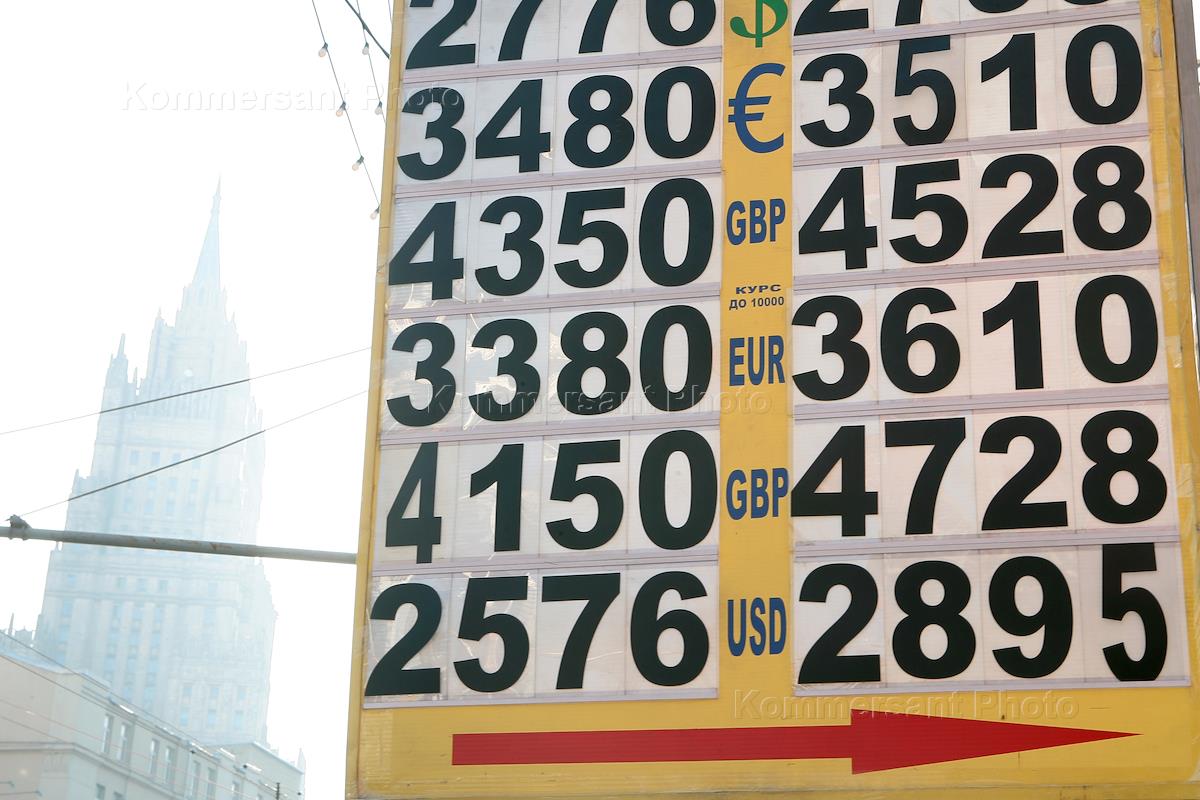 2776 $
3480 € 3510
4350 GBP 4528
КУРС
ДО 10000
3380 EUR 3610
4150 GBP 4728
2576 USD 2895
Kommersant Photo
Kommersant Photo
Kommersant Photo